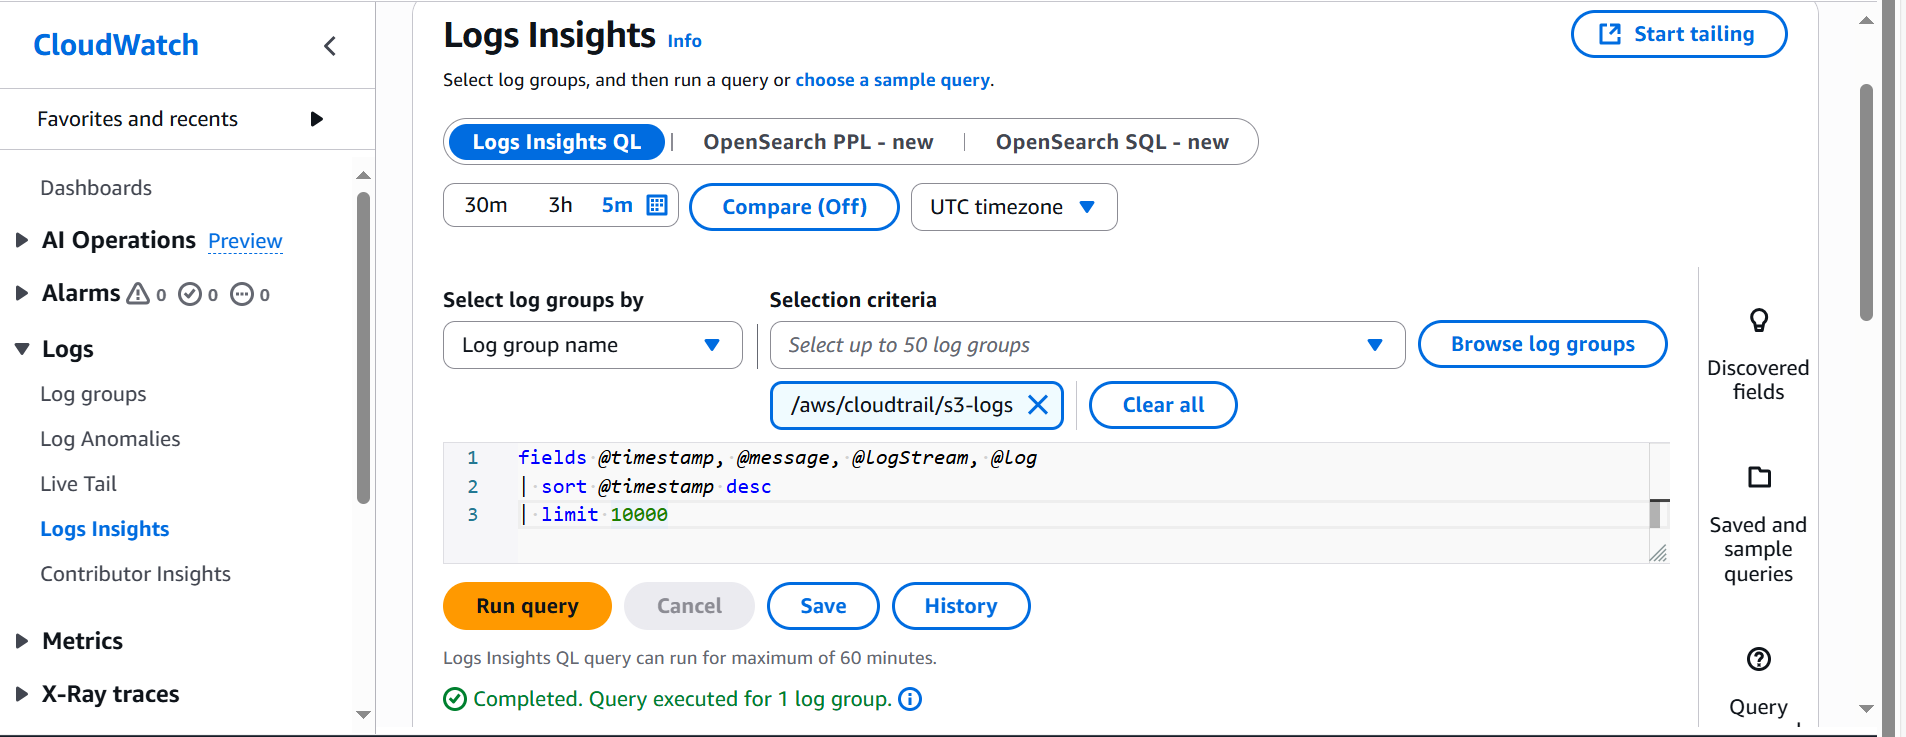 CloudWatch
Favorites and recents
Dashboards
AI Operations Preview
Alarms 0 0 0
Logs
Log groups
Log Anomalies
Live Tail
Logs Insights
Contributor Insights
Metrics
X-Ray traces
Logs Insights Info
Start tailing
Select log groups, and then run a query or choose a sample query.
Logs Insights QL | OpenSearch PPL - new | OpenSearch SQL - new
30m 3h 5m Compare (Off) UTC timezone
Select log groups by Selection criteria
Log group name Select up to 50 log groups Browse log groups
/aws/cloudtrail/s3-logs Clear all
1 fields @timestamp, @message, @logStream, @log
2 | sort @timestamp desc
3 | limit 10000
Run query Cancel Save History
Logs Insights QL query can run for maximum of 60 minutes.
Completed. Query executed for 1 log group.
Discovered
fields
Saved and
sample
queries
Query